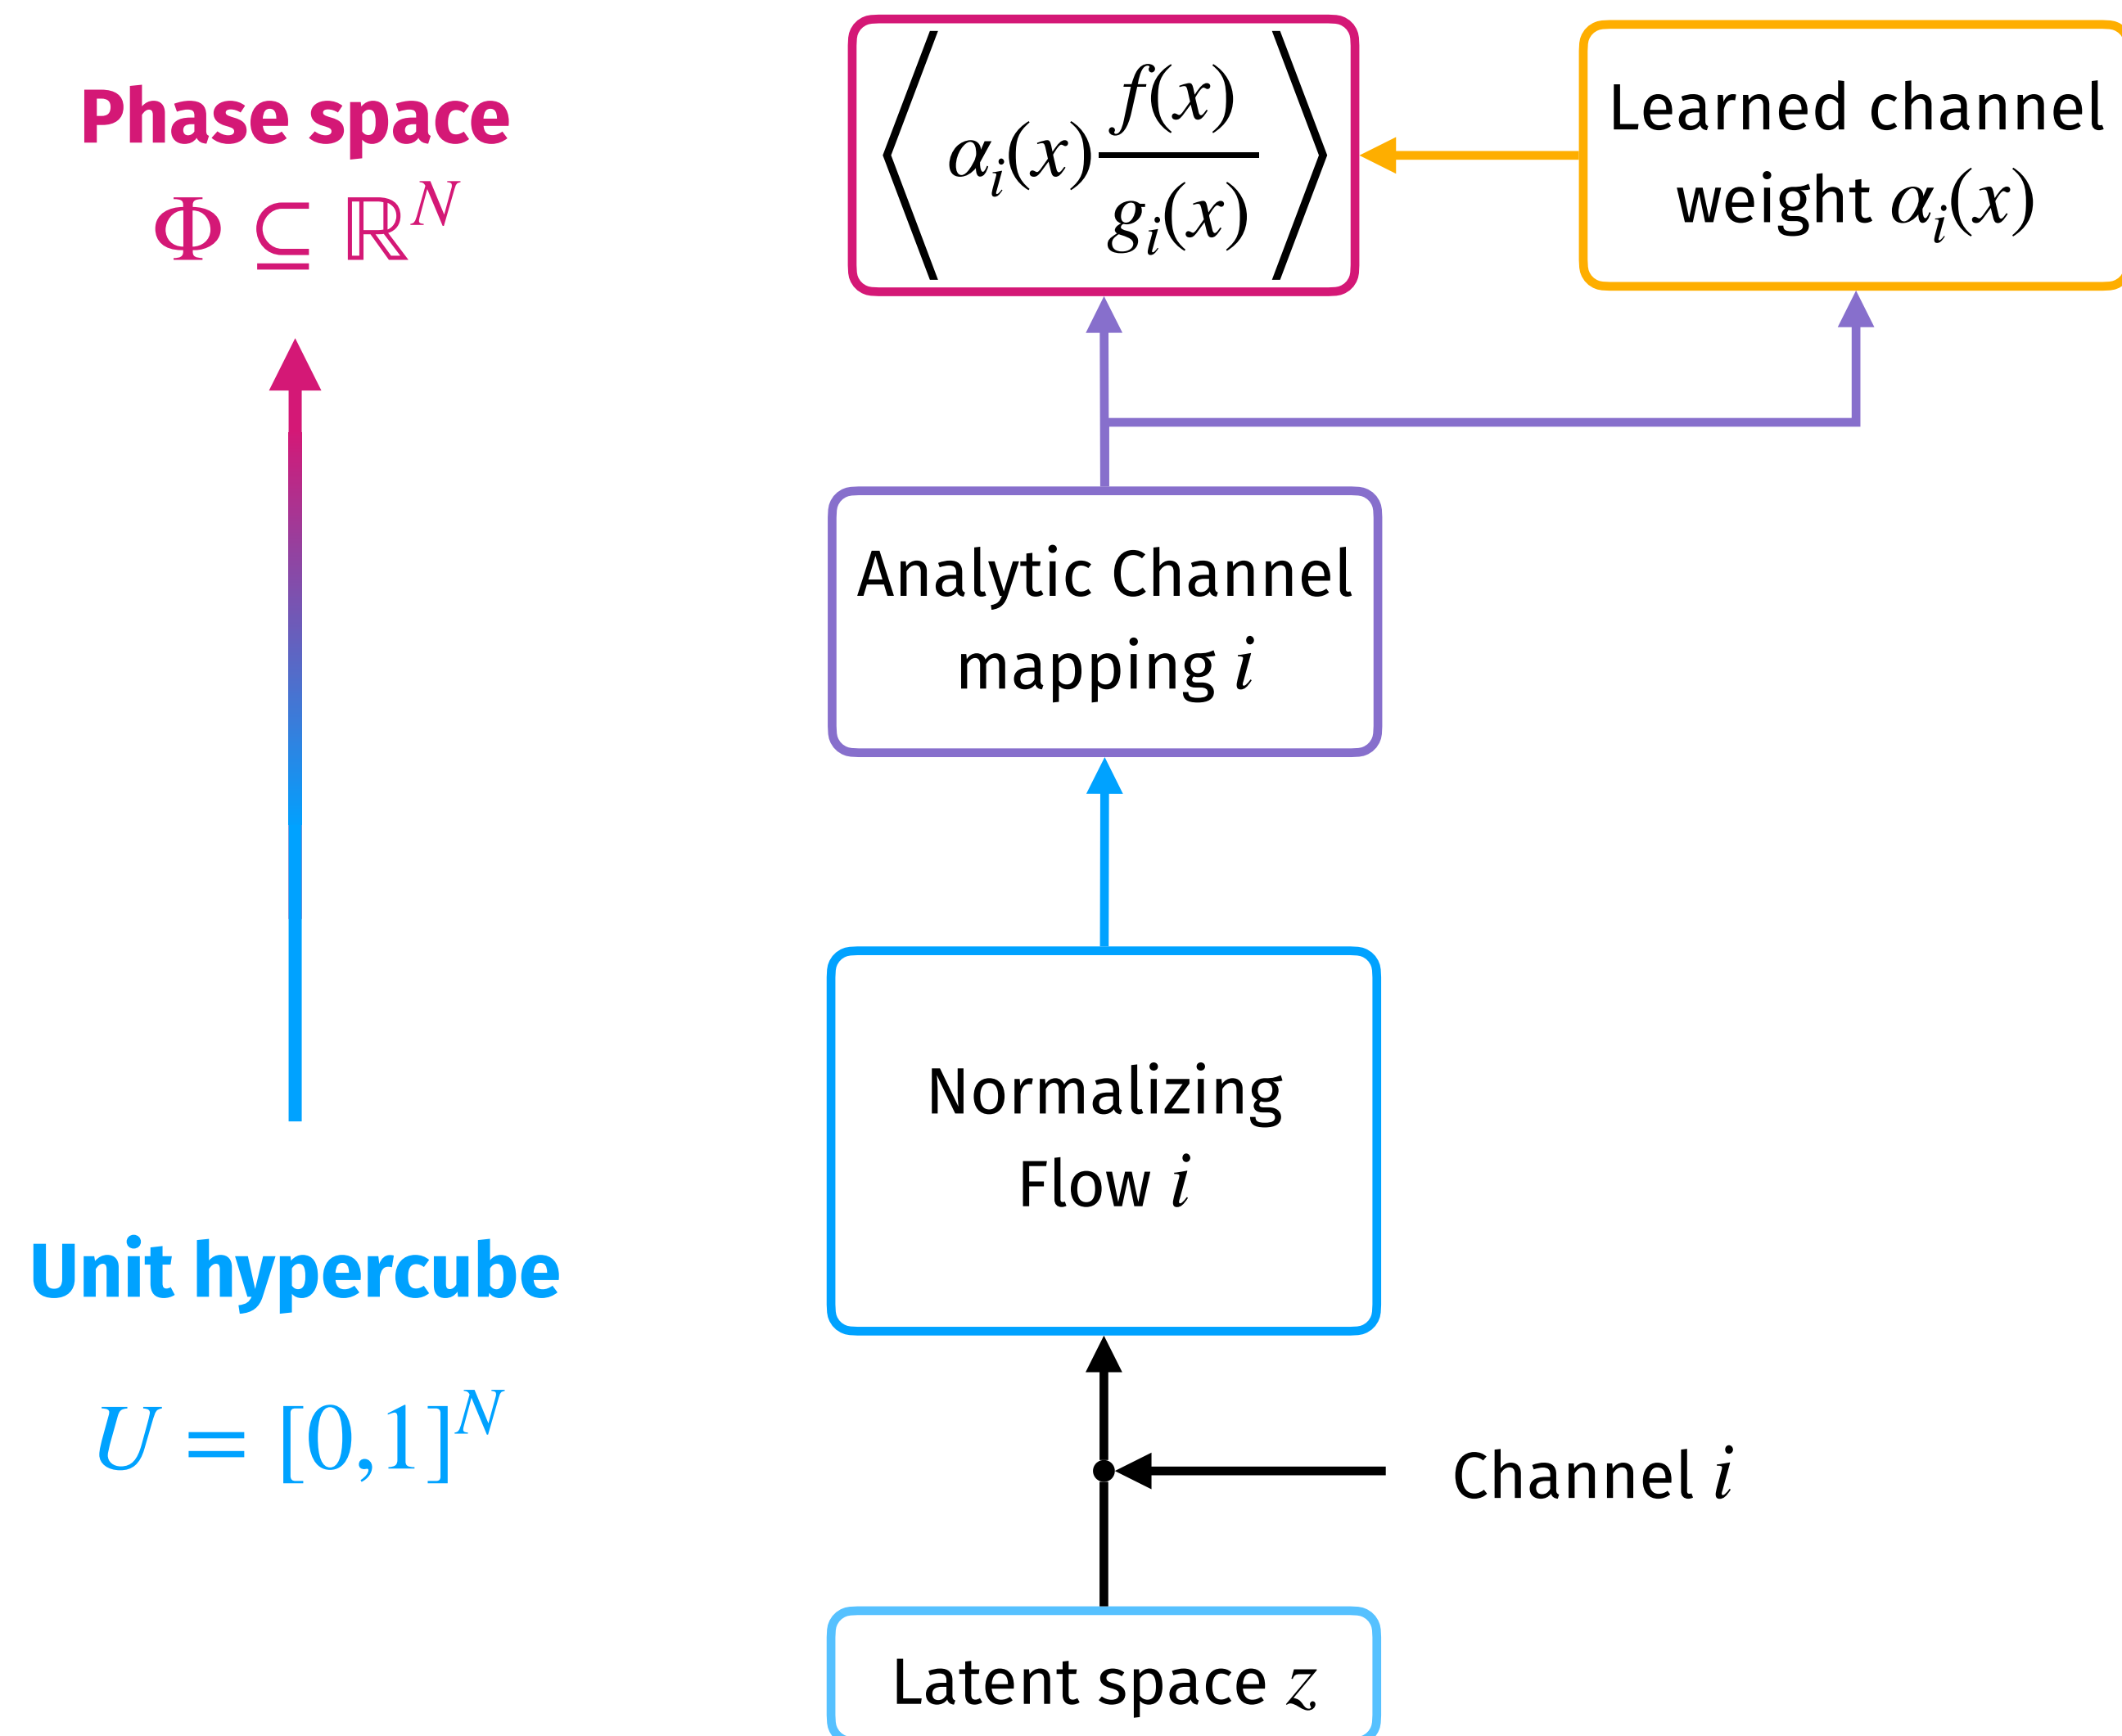 Phase space
Φ ⊆ ℝ^N
⟨ α_i(x) f(x) / g_i(x) ⟩
Learned channel
weight α_i(x)
Analytic Channel
mapping i
Normalizing
Flow i
Unit hypercube
U = [0,1]^N
Channel i
Latent space z